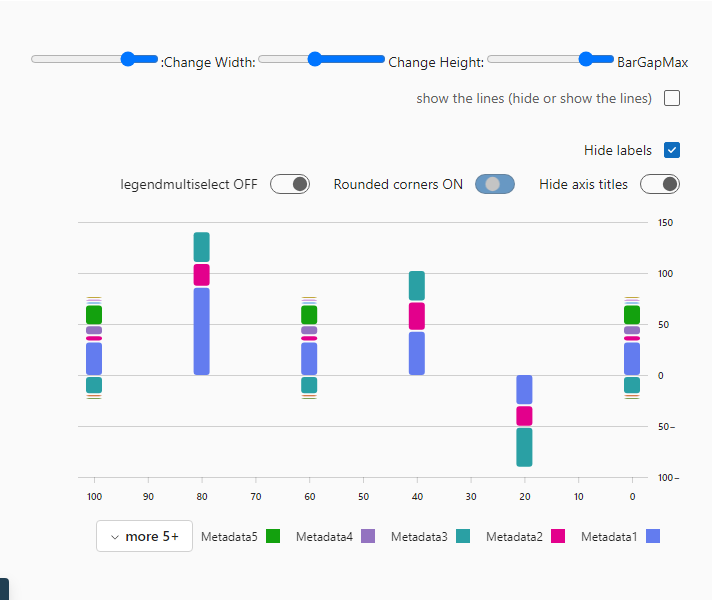 :Change Width: Change Height: BarGapMax
show the lines (hide or show the lines)
Hide labels
legendmultiselect OFF Rounded corners ON Hide axis titles
150
100
50
0
50–
100–
100 90 80 70 60 50 40 30 20 10 0
more 5+ Metadata5 Metadata4 Metadata3 Metadata2 Metadata1